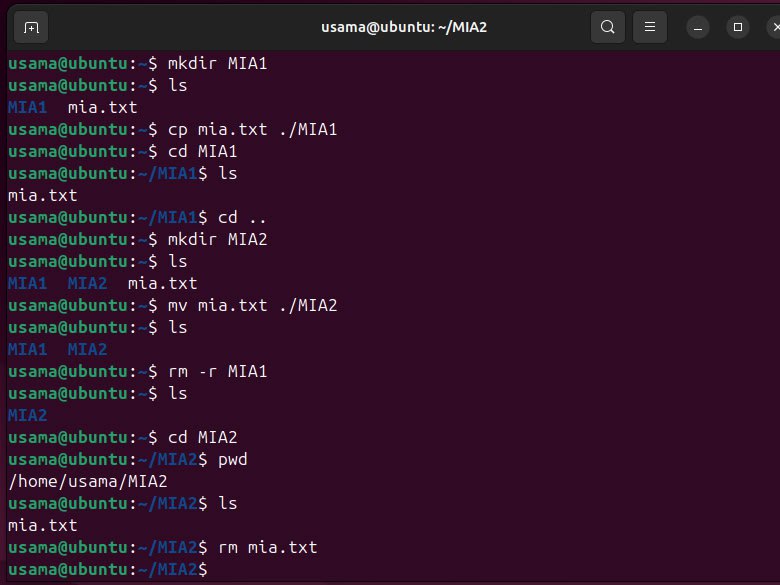 usama@ubuntu: ~/MIA2
usama@ubuntu:~$ mkdir MIA1
usama@ubuntu:~$ ls
MIA1  mia.txt
usama@ubuntu:~$ cp mia.txt ./MIA1
usama@ubuntu:~$ cd MIA1
usama@ubuntu:~/MIA1$ ls
mia.txt
usama@ubuntu:~/MIA1$ cd ..
usama@ubuntu:~$ mkdir MIA2
usama@ubuntu:~$ ls
MIA1  MIA2  mia.txt
usama@ubuntu:~$ mv mia.txt ./MIA2
usama@ubuntu:~$ ls
MIA1  MIA2
usama@ubuntu:~$ rm -r MIA1
usama@ubuntu:~$ ls
MIA2
usama@ubuntu:~$ cd MIA2
usama@ubuntu:~/MIA2$ pwd
/home/usama/MIA2
usama@ubuntu:~/MIA2$ ls
mia.txt
usama@ubuntu:~/MIA2$ rm mia.txt
usama@ubuntu:~/MIA2$